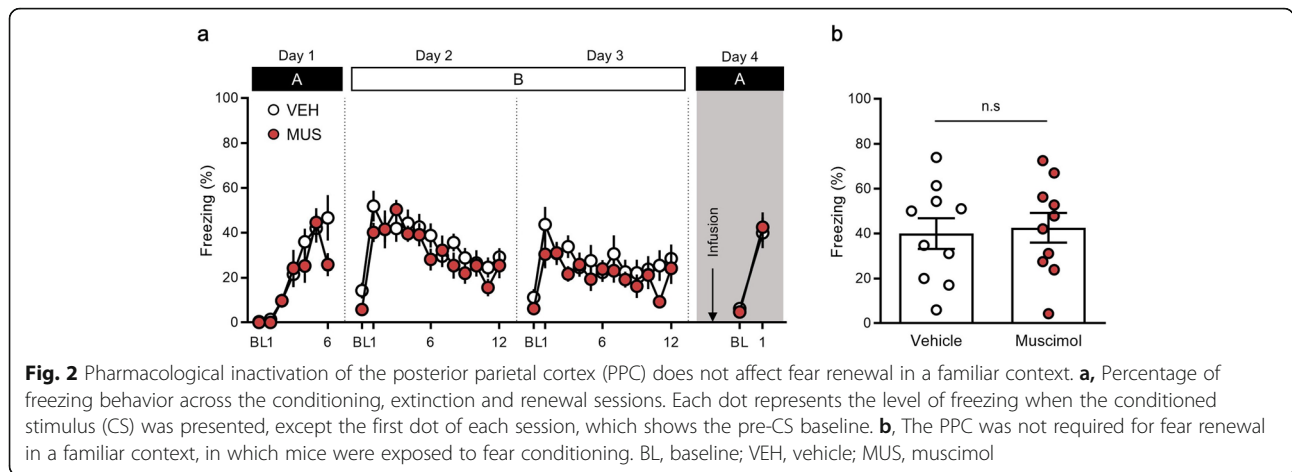 a
b
Day 1
Day 2
Day 3
Day 4
A
B
A
100
80
60
40
20
0
Freezing (%)
VEH
MUS
Infusion
BL1
6
BL1
6
12
BL1
6
12
BL
1
100
80
60
40
20
0
Freezing (%)
n.s
Vehicle
Muscimol
Fig. 2 Pharmacological inactivation of the posterior parietal cortex (PPC) does not affect fear renewal in a familiar context. a, Percentage of
freezing behavior across the conditioning, extinction and renewal sessions. Each dot represents the level of freezing when the conditioned
stimulus (CS) was presented, except the first dot of each session, which shows the pre-CS baseline. b, The PPC was not required for fear renewal
in a familiar context, in which mice were exposed to fear conditioning. BL, baseline; VEH, vehicle; MUS, muscimol